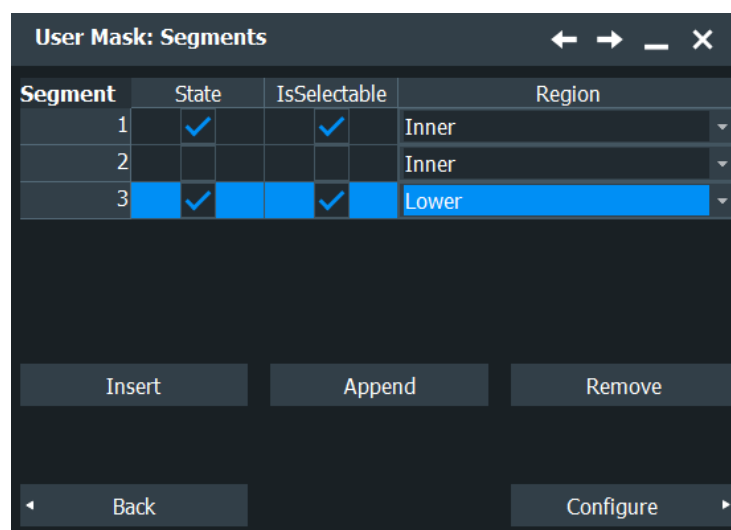 User Mask: Segments
Segment State IsSelectable Region
1 Inner
2 Inner
3 Lower
Insert Append Remove
Back Configure